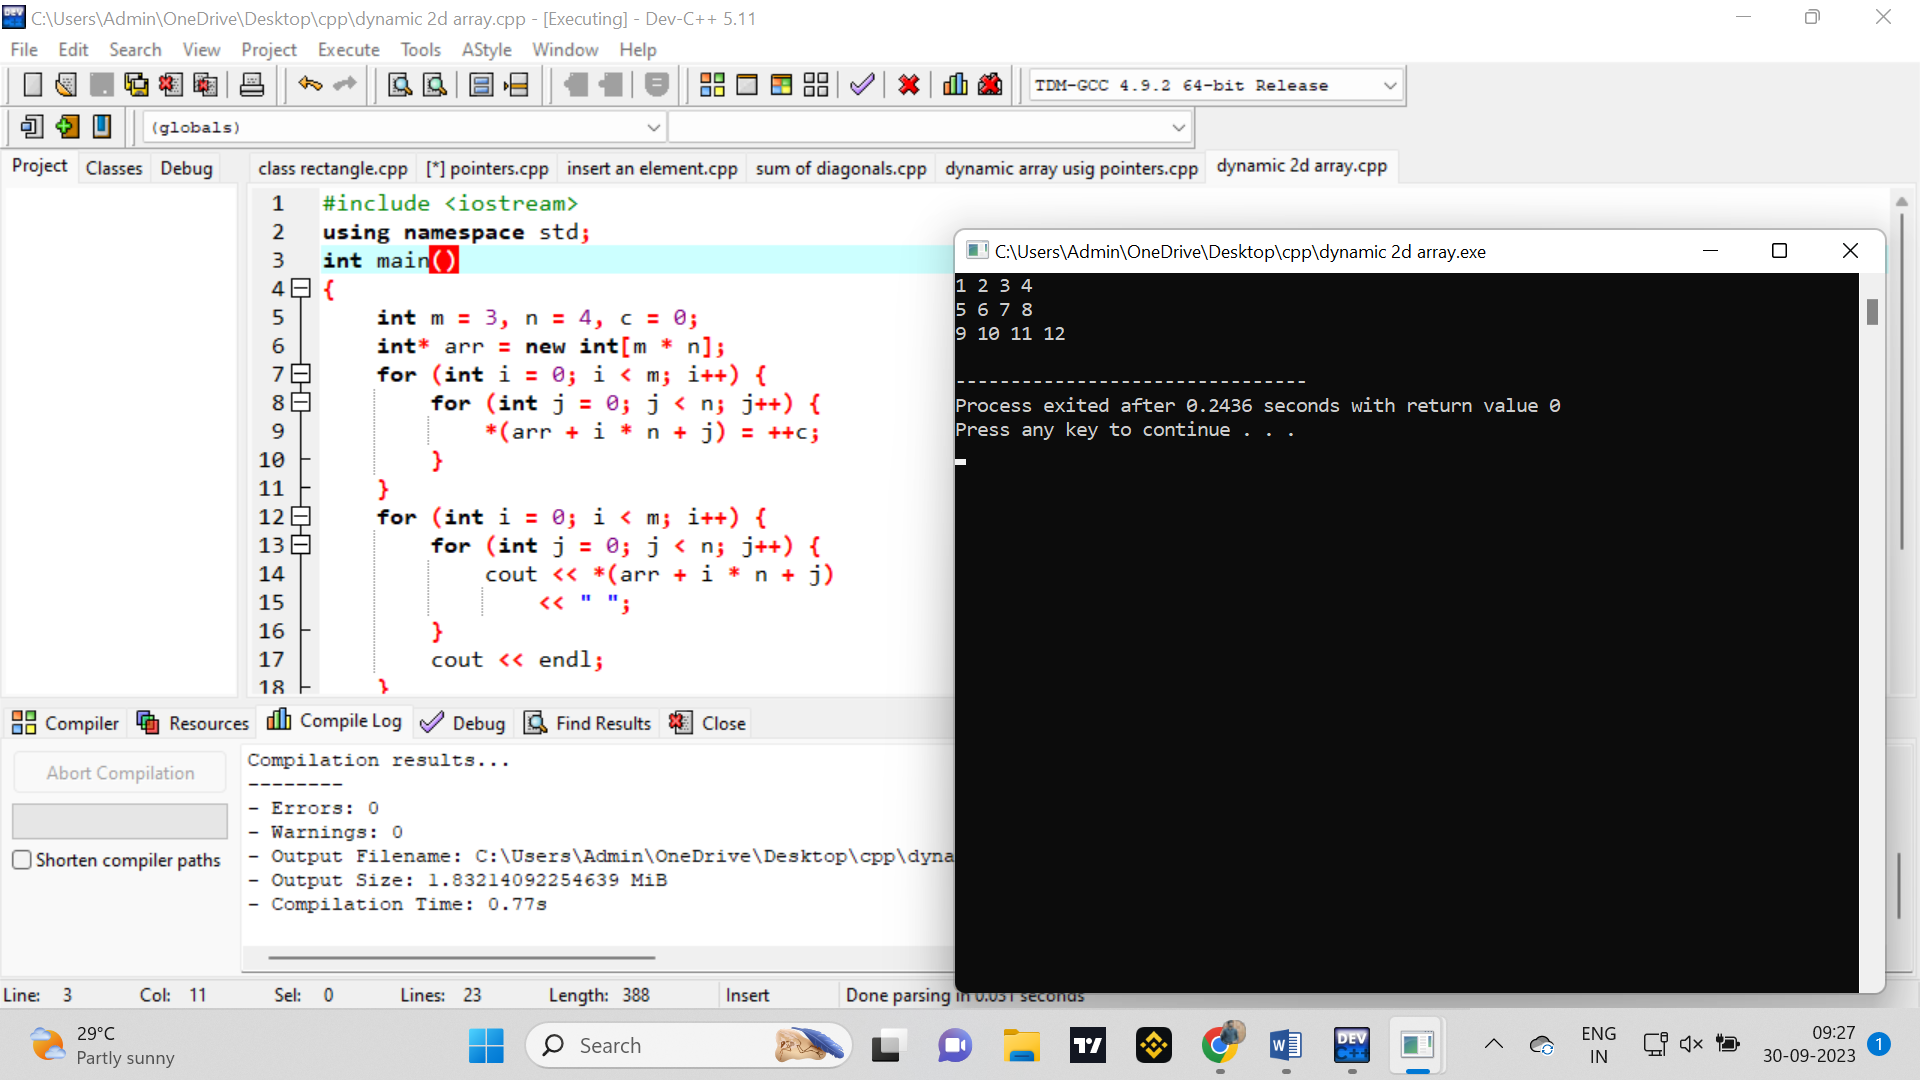 C:\Users\Admin\OneDrive\Desktop\cpp\dynamic 2d array.cpp - [Executing] - Dev-C++ 5.11
File Edit Search View Project Execute Tools AStyle Window Help
TDM-GCC 4.9.2 64-bit Release
(globals)
Project Classes Debug
class rectangle.cpp [*] pointers.cpp insert an element.cpp sum of diagonals.cpp dynamic array usig pointers.cpp dynamic 2d array.cpp
1 #include <iostream>
2 using namespace std;
3 int main()
4 {
5 int m = 3, n = 4, c = 0;
6 int* arr = new int[m * n];
7 for (int i = 0; i < m; i++) {
8 for (int j = 0; j < n; j++) {
9 *(arr + i * n + j) = ++c;
10 }
11 }
12 for (int i = 0; i < m; i++) {
13 for (int j = 0; j < n; j++) {
14 cout << *(arr + i * n + j)
15 << " ";
16 }
17 cout << endl;
18 }
C:\Users\Admin\OneDrive\Desktop\cpp\dynamic 2d array.exe
1 2 3 4
5 6 7 8
9 10 11 12
--------------------------------
Process exited after 0.2436 seconds with return value 0
Press any key to continue . . .
Compiler Resources Compile Log Debug Find Results Close
Abort Compilation
Shorten compiler paths
Compilation results...
--------
- Errors: 0
- Warnings: 0
- Output Filename: C:\Users\Admin\OneDrive\Desktop\cpp\dyna
- Output Size: 1.83214092254639 MiB
- Compilation Time: 0.77s
Line: 3 Col: 11 Sel: 0 Lines: 23 Length: 388 Insert Done parsing in 0.031 seconds
29°C
Partly sunny
Search
DEV C++
ENG
IN
09:27
30-09-2023
1